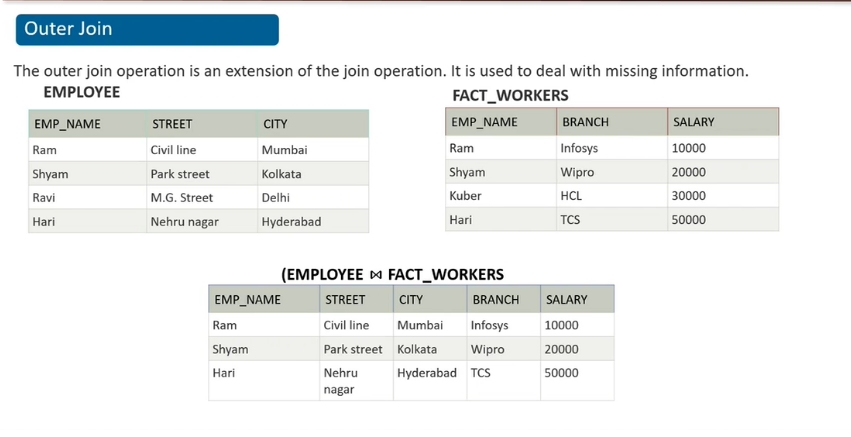 Outer Join
The outer join operation is an extension of the join operation. It is used to deal with missing information.
EMPLOYEE
EMP_NAME STREET CITY
Ram Civil line Mumbai
Shyam Park street Kolkata
Ravi M.G. Street Delhi
Hari Nehru nagar Hyderabad
FACT_WORKERS
EMP_NAME BRANCH SALARY
Ram Infosys 10000
Shyam Wipro 20000
Kuber HCL 30000
Hari TCS 50000
(EMPLOYEE ⋈ FACT_WORKERS
EMP_NAME STREET CITY BRANCH SALARY
Ram Civil line Mumbai Infosys 10000
Shyam Park street Kolkata Wipro 20000
Hari Nehru Hyderabad TCS 50000
nagar